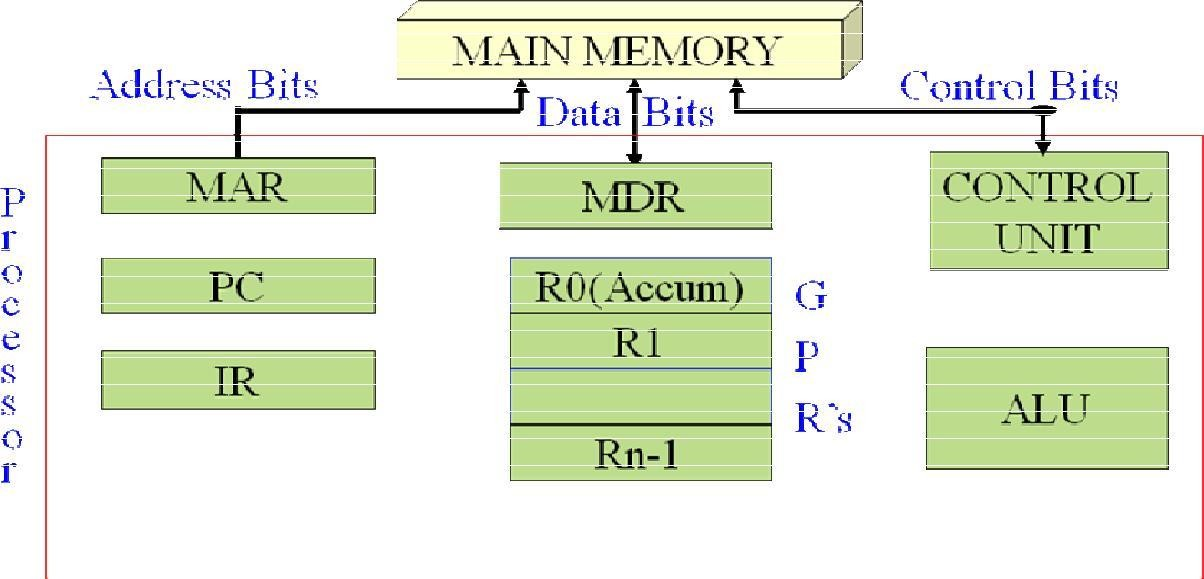 MAIN MEMORY
Address Bits
Data Bits
Control Bits
Processor
MAR
MDR
CONTROL
UNIT
PC
R0(Accum)
G
R1
P
IR
R`s
ALU
Rn-1